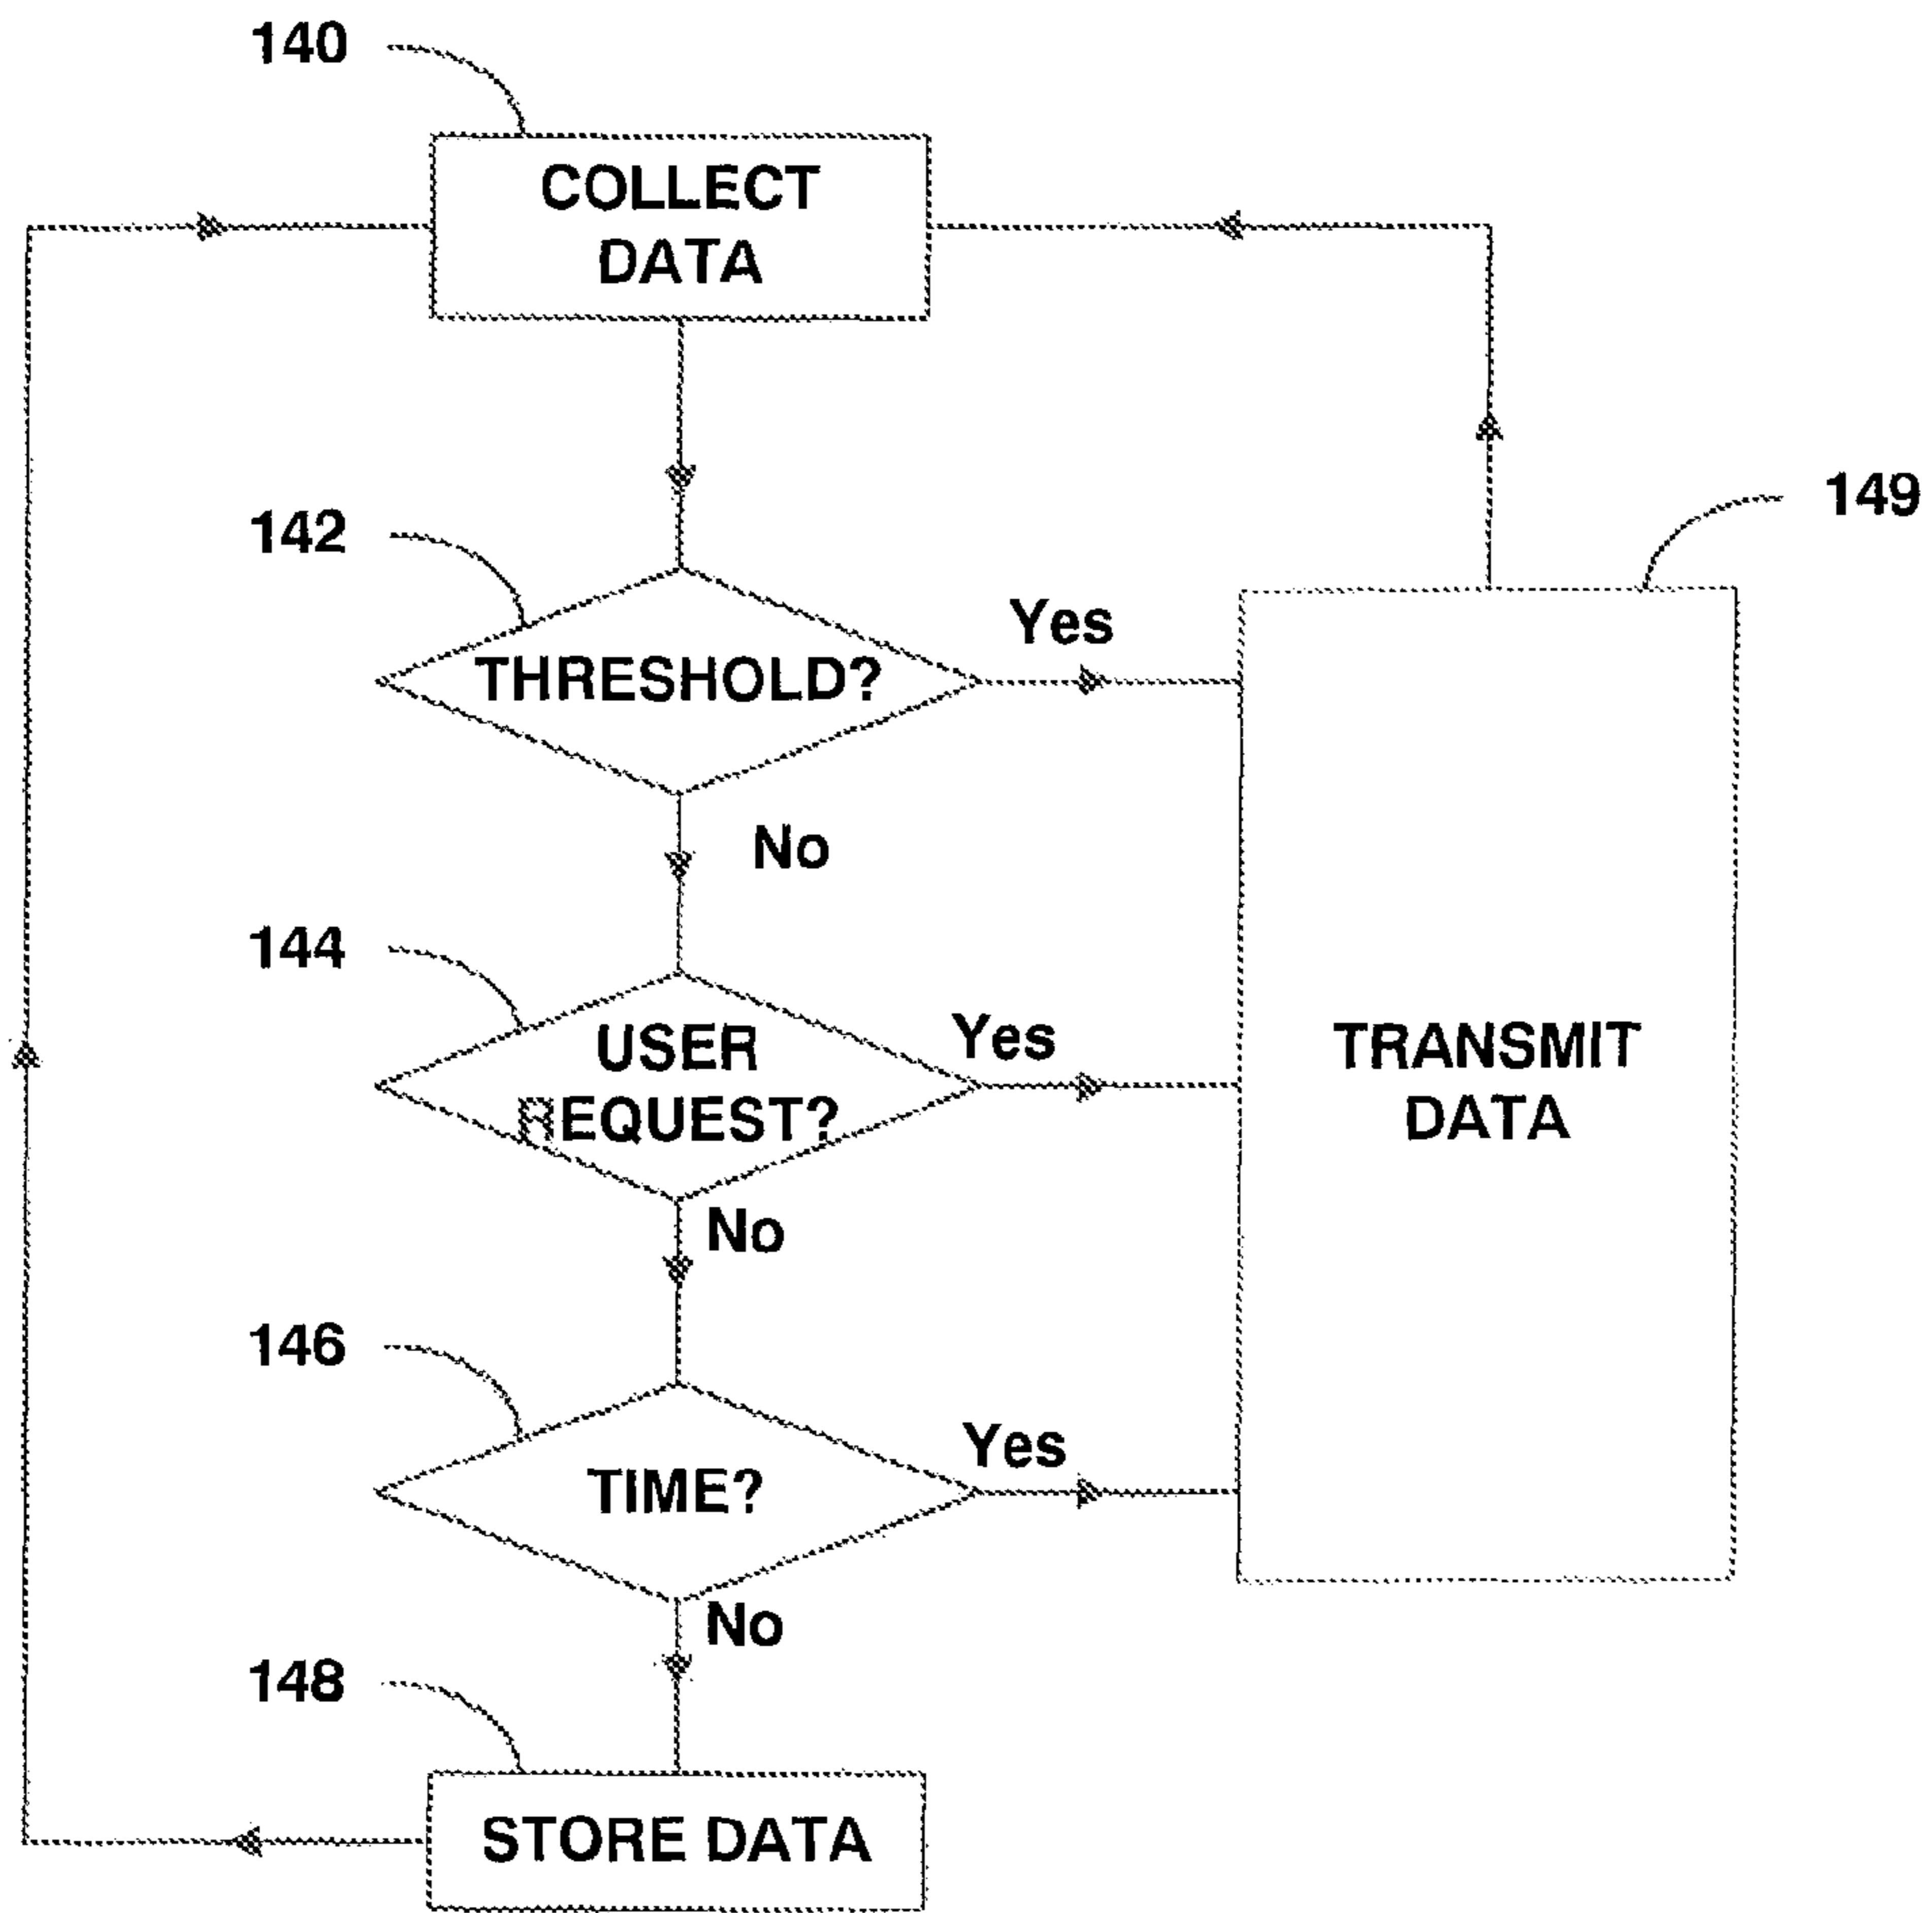 140
COLLECT
DATA
142
THRESHOLD?
Yes
149
No
144
USER
REQUEST?
Yes
TRANSMIT
DATA
No
146
TIME?
Yes
No
148
STORE DATA